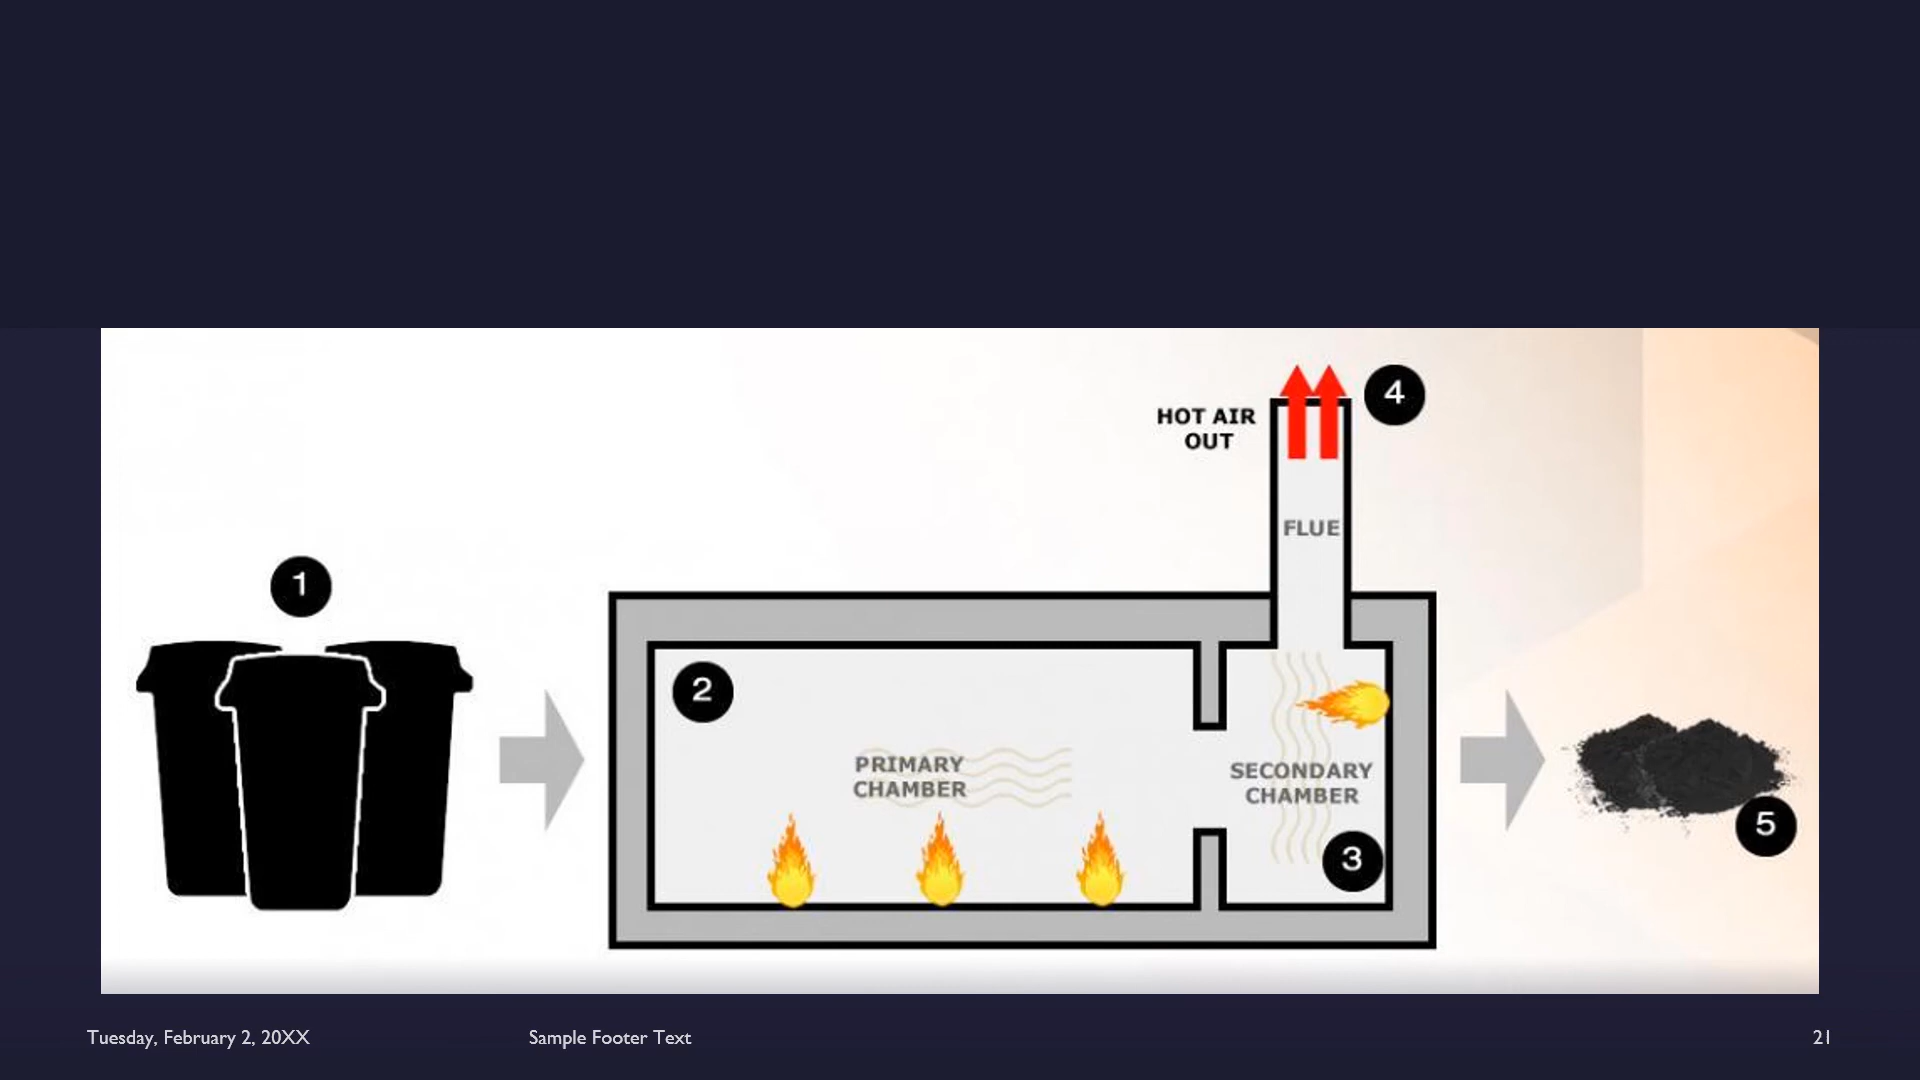 4
HOT AIR
OUT
FLUE
1
2
PRIMARY
CHAMBER
SECONDARY
CHAMBER
3
5
Tuesday, February 2, 20XX
Sample Footer Text
21